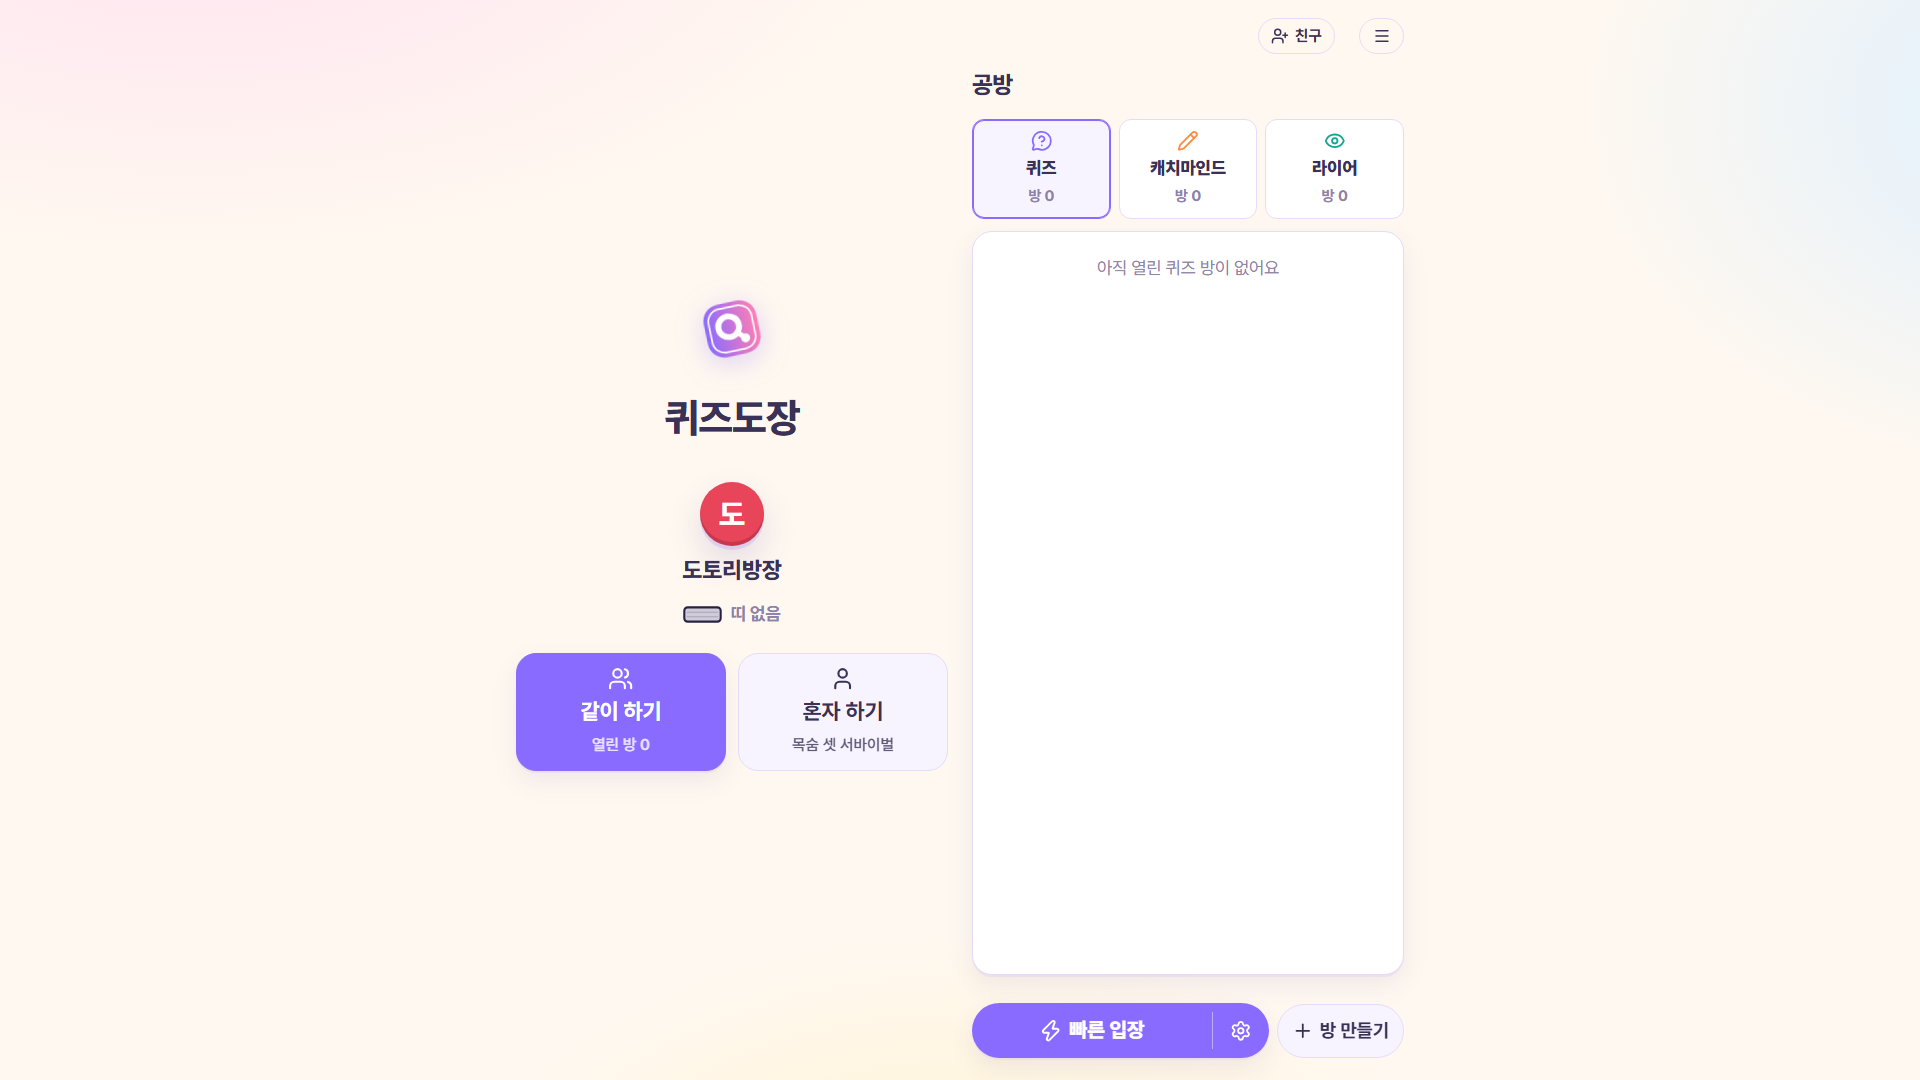 친구
공방
퀴즈
방 0
캐치마인드
방 0
라이어
방 0
아직 열린 퀴즈 방이 없어요
퀴즈도장
도
도토리방장
띠 없음
같이 하기
열린 방 0
혼자 하기
목숨 셋 서바이벌
빠른 입장
방 만들기